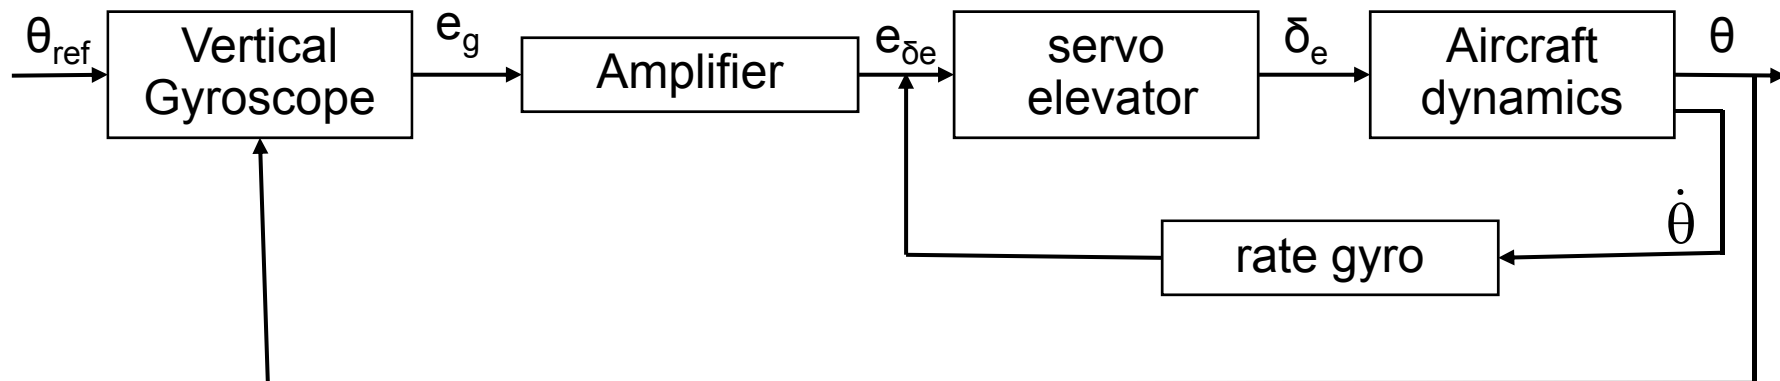 θref
Vertical
Gyroscope
eg
Amplifier
eδe
servo
elevator
δe
Aircraft
dynamics
θ
θ̇
rate gyro